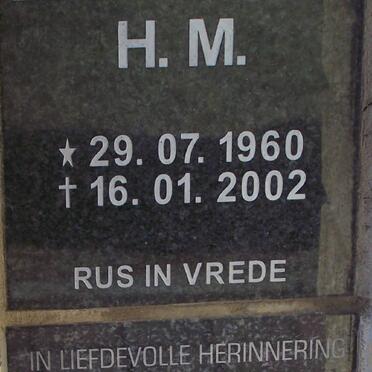 H. M.
★ 29. 07. 1960
† 16. 01. 2002
RUS IN VREDE
IN LIEFDEVOLLE HERINNERING